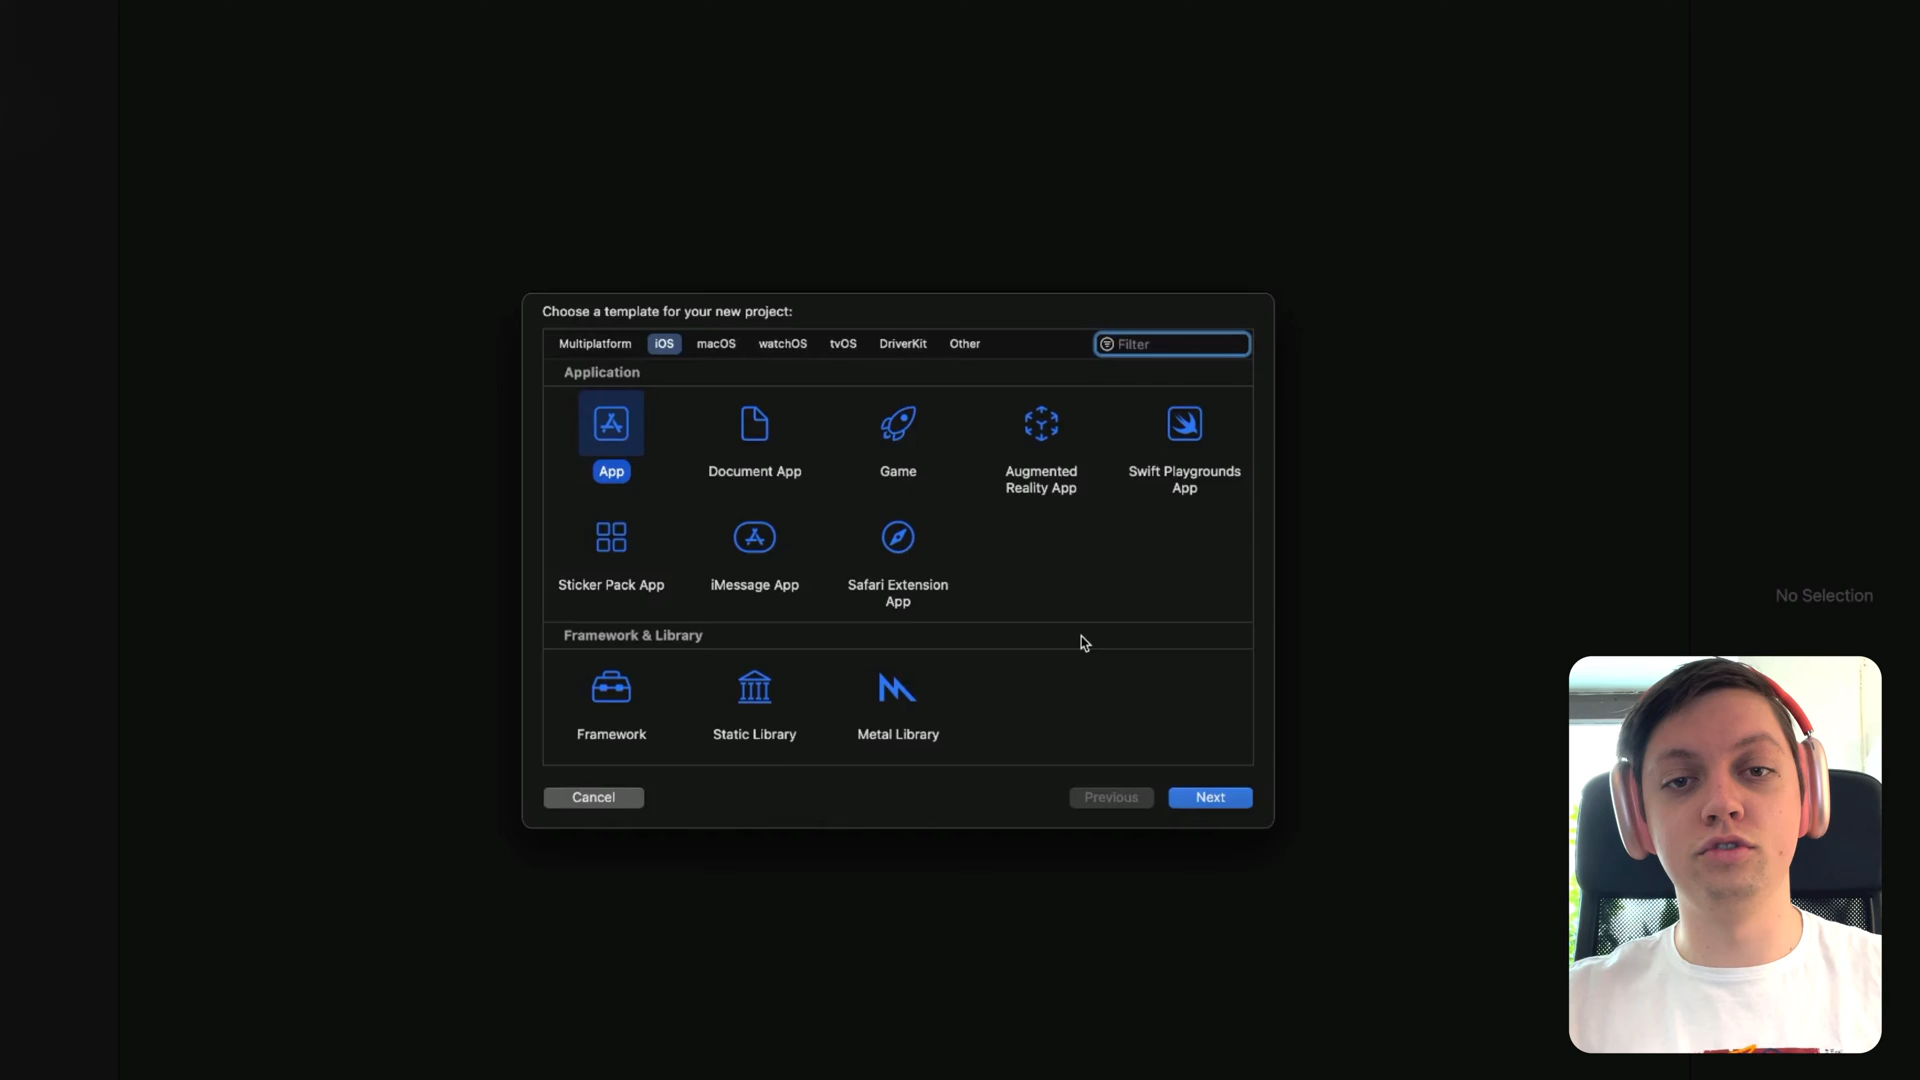 Choose a template for your new project:
Multiplatform iOS macOS watchOS tvOS DriverKit Other Filter
Application
App Document App Game Augmented Reality App Swift Playgrounds App
Sticker Pack App iMessage App Safari Extension App
No Selection
Framework & Library
Framework Static Library Metal Library
Cancel Previous Next